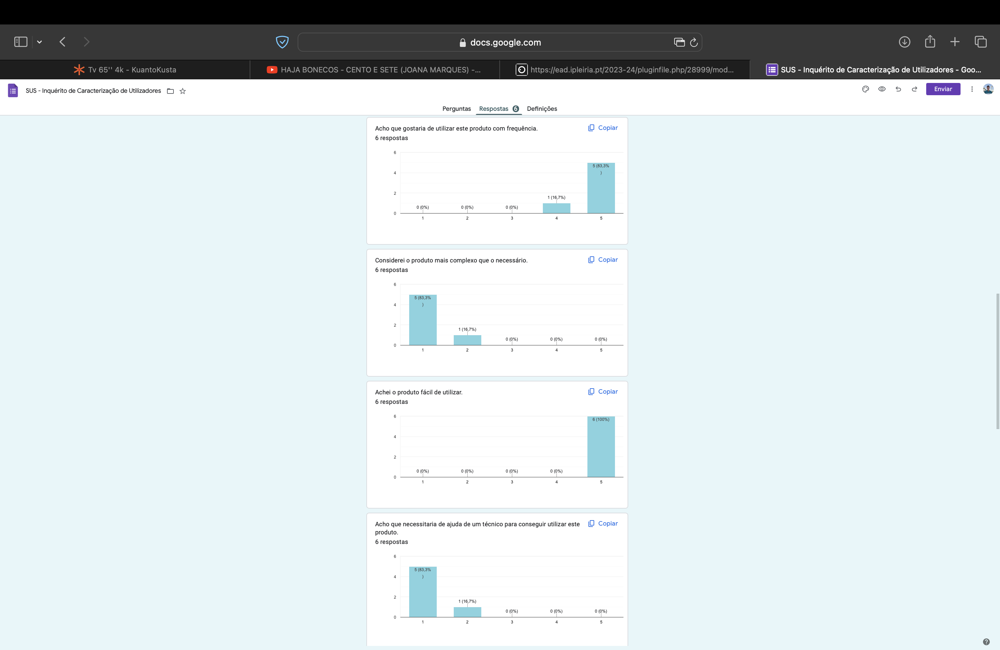 docs.google.com
Tv 65'' 4k - KuantoKusta
HAJA BONECOS - CENTO E SETE (JOANA MARQUES) -...
https://ead.ipleiria.pt/2023-24/pluginfile.php/28999/mod...
SUS - Inquérito de Caracterização de Utilizadores - Goo...
SUS - Inquérito de Caracterização de Utilizadores
Enviar
Perguntas
Respostas 6
Definições
Acho que gostaria de utilizar este produto com frequência.
Copiar
6 respostas
6
4
2
0
0 (0%)
0 (0%)
0 (0%)
1 (16,7%)
5 (83,3%
)
1
2
3
4
5
Considerei o produto mais complexo que o necessário.
Copiar
6 respostas
6
4
2
0
5 (83,3%
)
1 (16,7%)
0 (0%)
0 (0%)
0 (0%)
1
2
3
4
5
Achei o produto fácil de utilizar.
Copiar
6 respostas
6
4
2
0
0 (0%)
0 (0%)
0 (0%)
0 (0%)
6 (100%)
1
2
3
4
5
Acho que necessitaria de ajuda de um técnico para conseguir utilizar este
produto.
Copiar
6 respostas
6
4
2
0
5 (83,3%
)
1 (16,7%)
0 (0%)
0 (0%)
0 (0%)
1
2
3
4
5